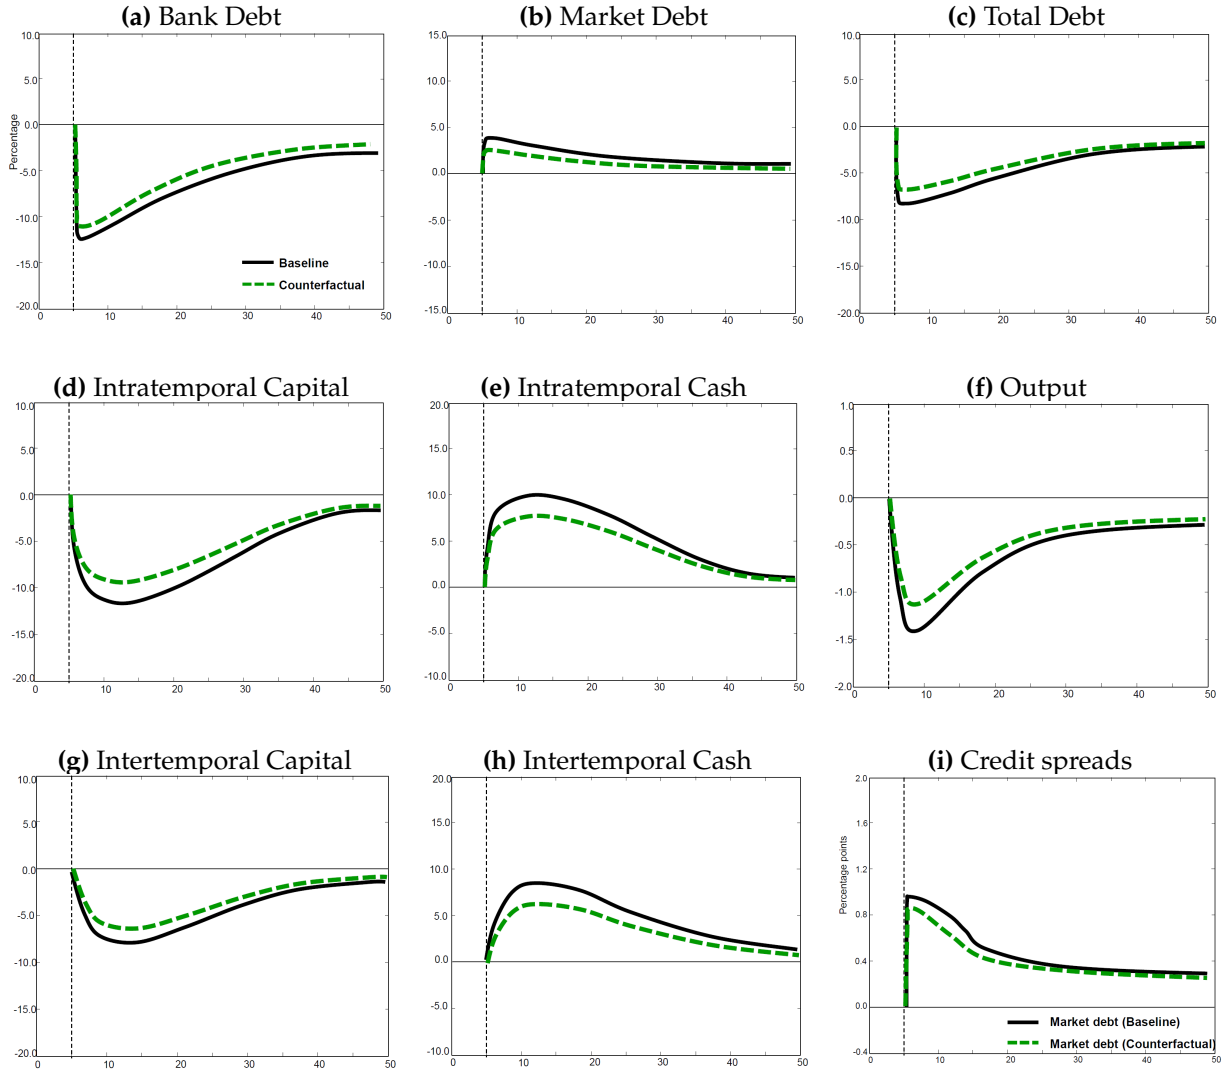 (a) Bank Debt
(b) Market Debt
(c) Total Debt
10.0
5.0
0.0
-5.0
-10.0
-15.0
-20.0
Percentage
Baseline
Counterfactual
0 10 20 30 40 50
15.0
10.0
5.0
0.0
-5.0
-10.0
-15.0
0 10 20 30 40 50
10.0
5.0
0.0
-5.0
-10.0
-15.0
-20.0
0 10 20 30 40 50
(d) Intratemporal Capital
(e) Intratemporal Cash
(f) Output
10.0
5.0
0.0
-5.0
-10.0
-15.0
-20.0
0 10 20 30 40 50
20.0
15.0
10.0
5.0
0.0
-5.0
-10.0
0 10 20 30 40 50
1.0
0.5
0.0
-0.5
-1.0
-1.5
-2.0
0 10 20 30 40 50
(g) Intertemporal Capital
(h) Intertemporal Cash
(i) Credit spreads
10.0
5.0
0.0
-5.0
-10.0
-15.0
-20.0
0 10 20 30 40 50
20.0
15.0
10.0
5.0
0.0
-5.0
-10.0
0 10 20 30 40 50
2.0
1.6
1.2
0.8
0.4
0.0
-0.4
Percentage points
Market debt (Baseline)
Market debt (Counterfactual)
0 10 20 30 40 50